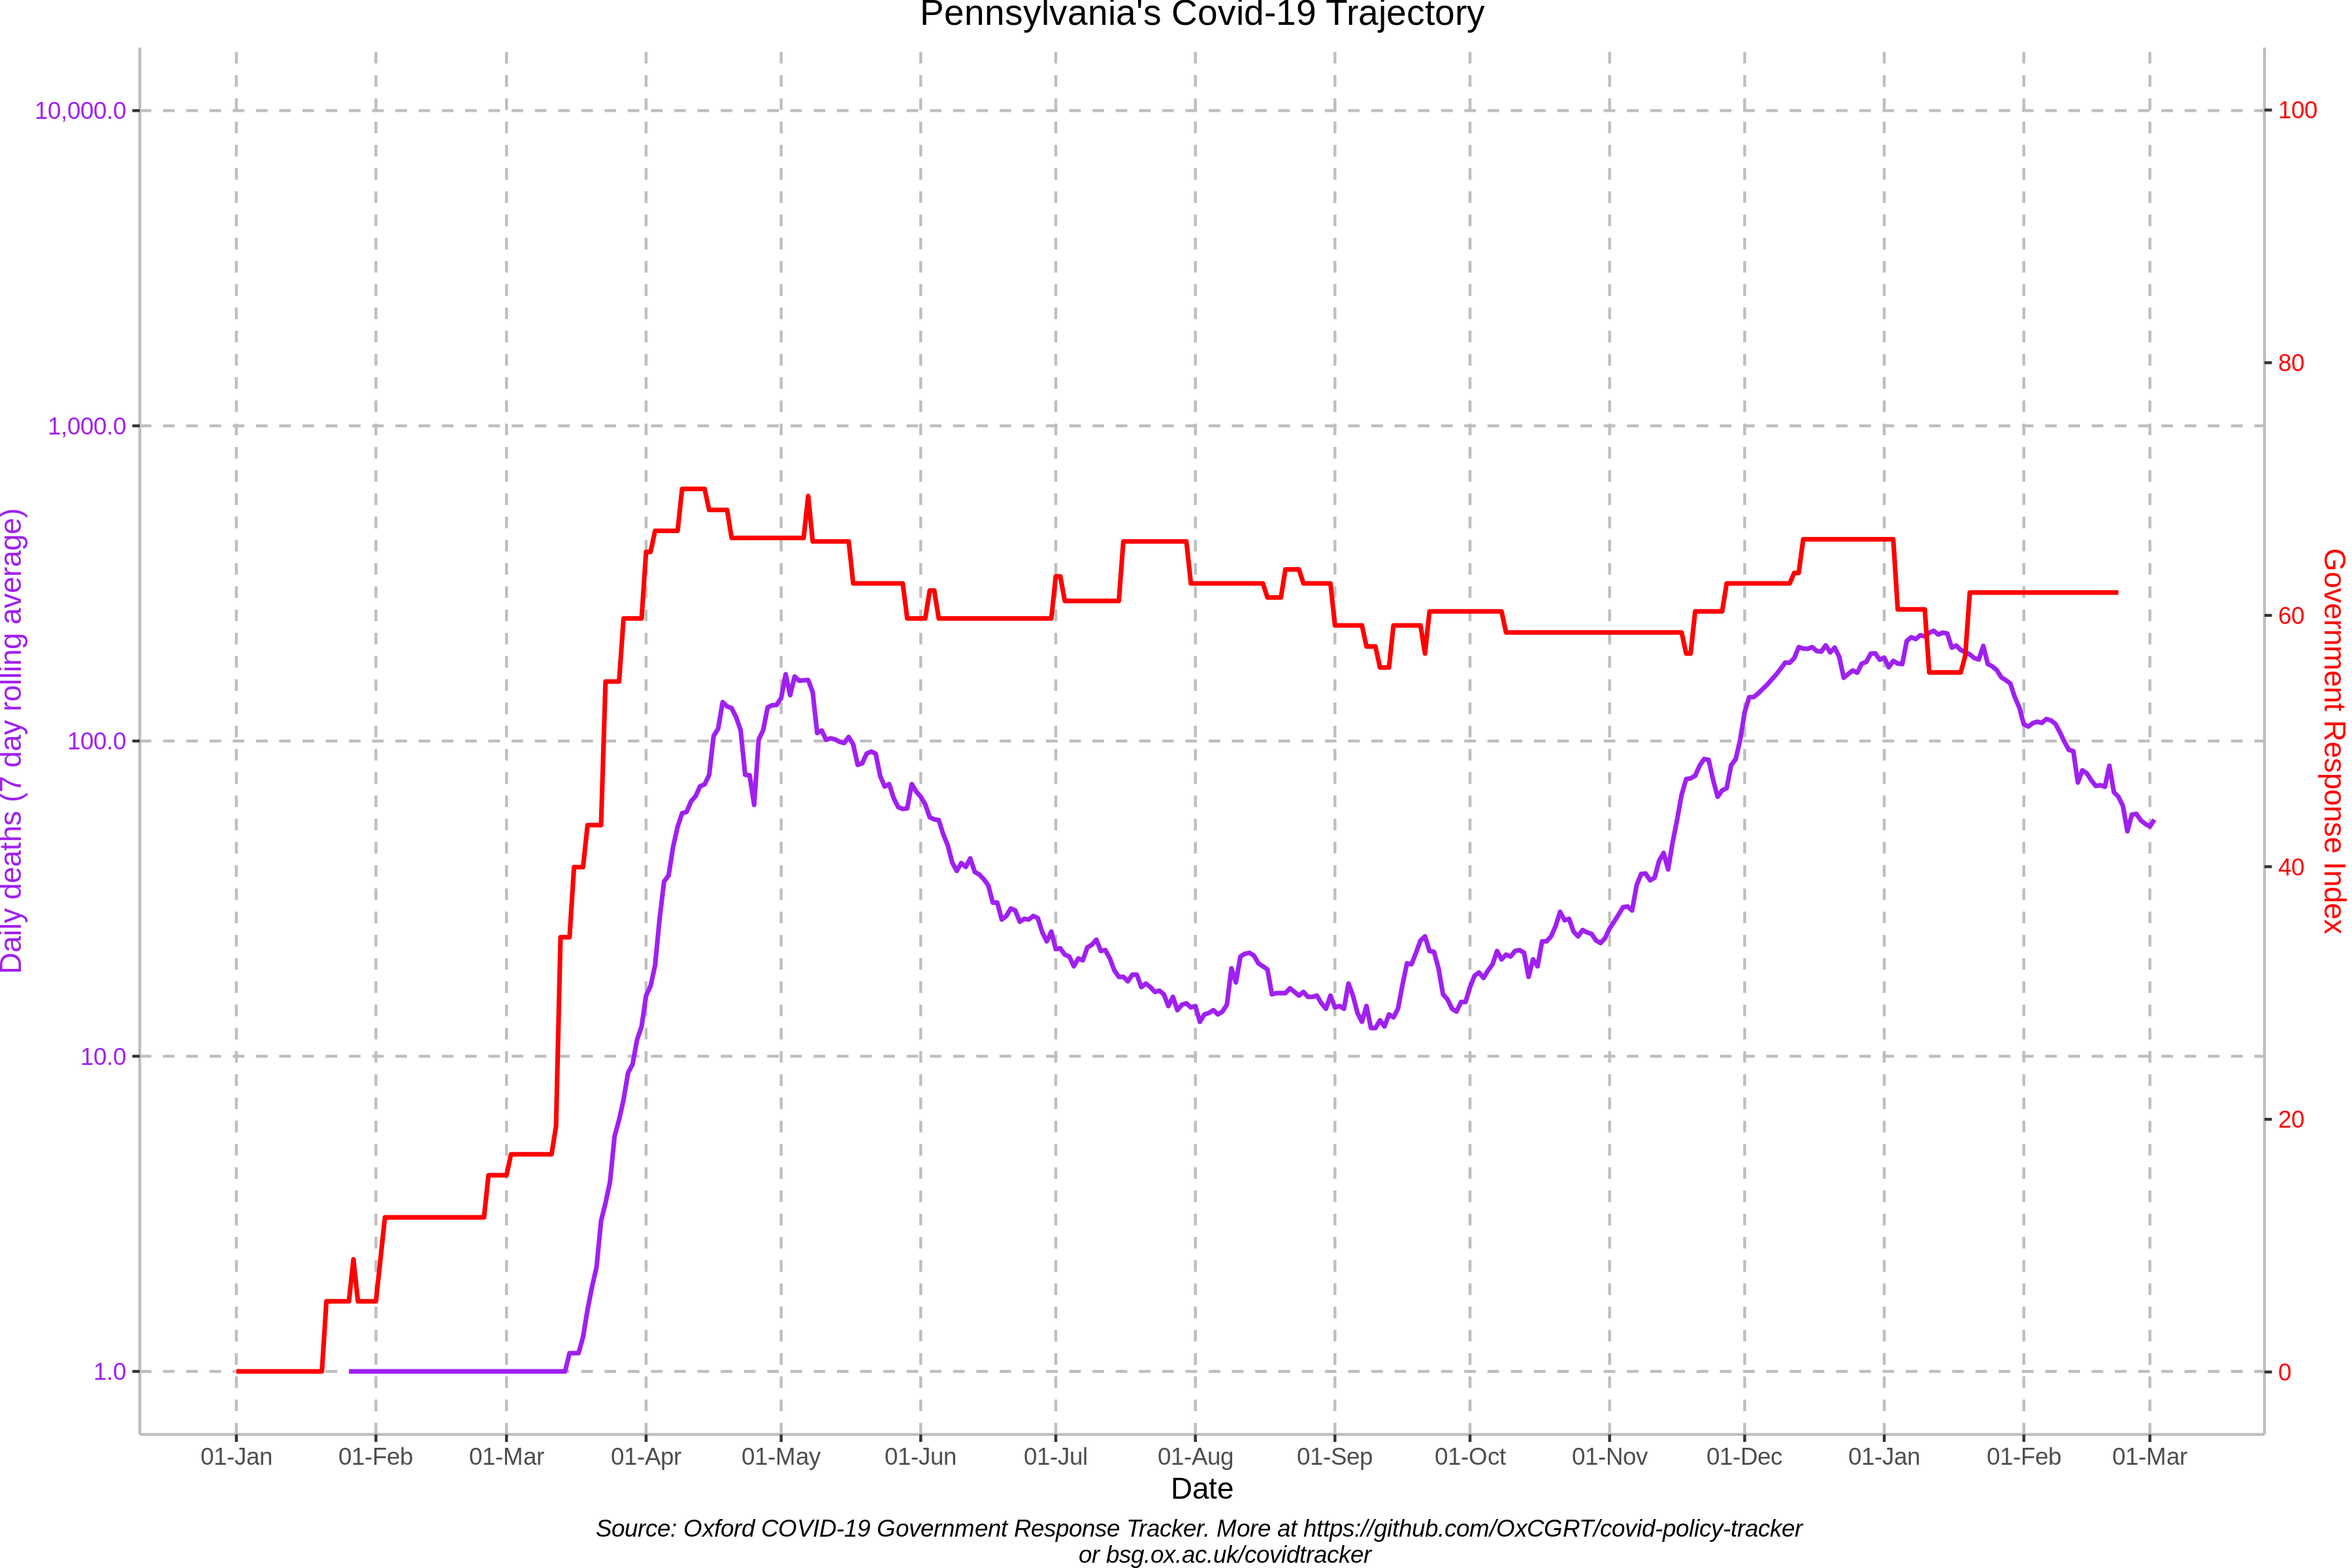 Pennsylvania's Covid-19 Trajectory
10,000.0
1,000.0
100.0
10.0
1.0
Daily deaths (7 day rolling average)
100
80
60
40
20
0
Government Response Index
01-Jan 01-Feb 01-Mar 01-Apr 01-May 01-Jun 01-Jul 01-Aug 01-Sep 01-Oct 01-Nov 01-Dec 01-Jan 01-Feb 01-Mar
Date
Source: Oxford COVID-19 Government Response Tracker. More at https://github.com/OxCGRT/covid-policy-tracker
or bsg.ox.ac.uk/covidtracker